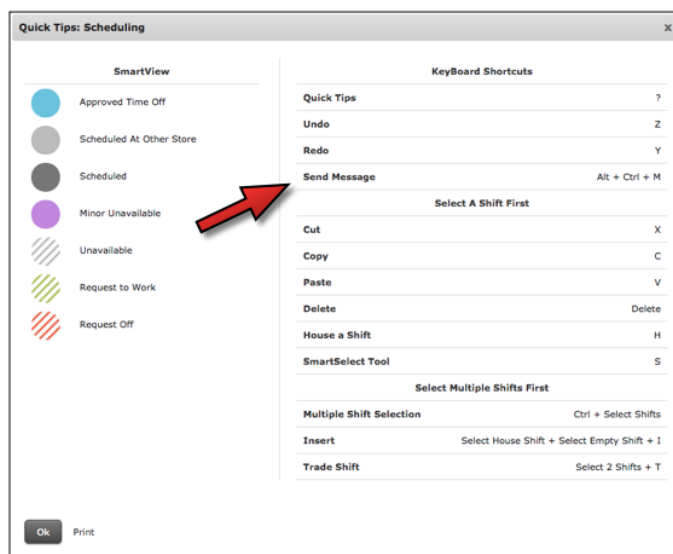 Quick Tips: Scheduling x
SmartView
Approved Time Off
Scheduled At Other Store
Scheduled
Minor Unavailable
Unavailable
Request to Work
Request Off
KeyBoard Shortcuts
Quick Tips ?
Undo Z
Redo Y
Send Message Alt + Ctrl + M
Select A Shift First
Cut X
Copy C
Paste V
Delete Delete
House a Shift H
SmartSelect Tool S
Select Multiple Shifts First
Multiple Shift Selection Ctrl + Select Shifts
Insert Select House Shift + Select Empty Shift + I
Trade Shift Select 2 Shifts + T
Ok Print